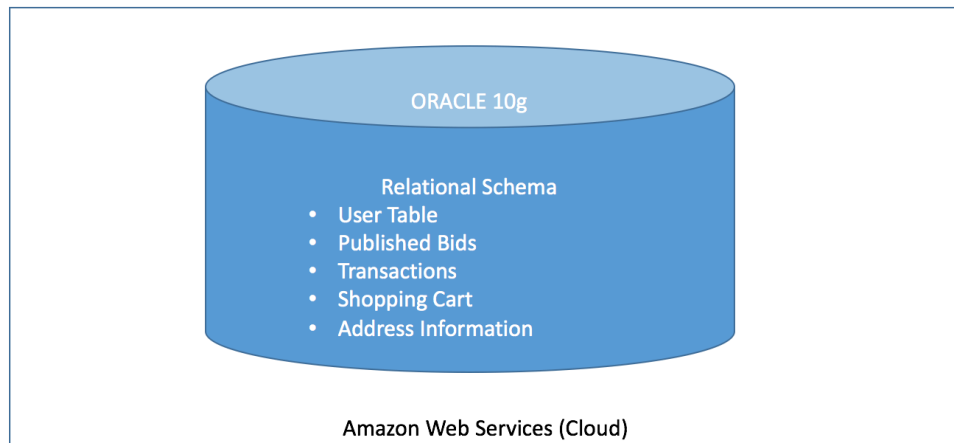 ORACLE 10g
Relational Schema
• User Table
• Published Bids
• Transactions
• Shopping Cart
• Address Information
Amazon Web Services (Cloud)